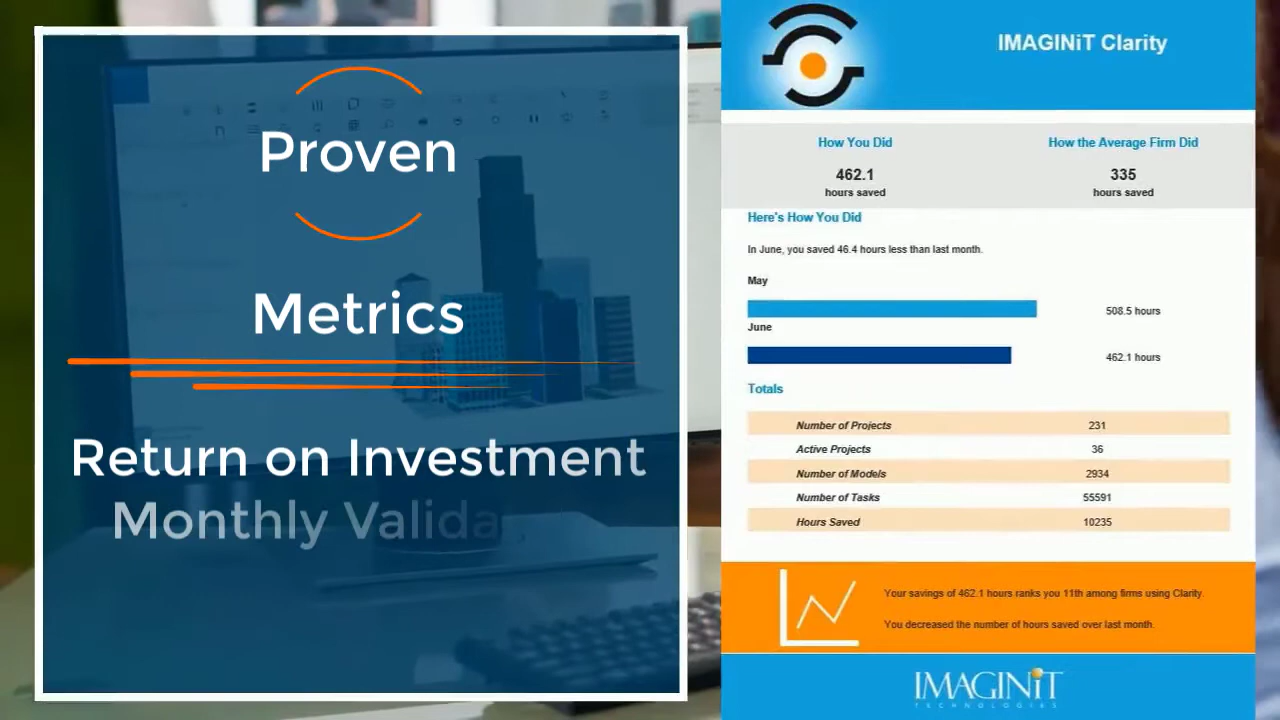 Proven
Metrics
Return on Investment
Monthly Valida
IMAGINiT Clarity
How You Did
How the Average Firm Did
462.1
335
hours saved
hours saved
Here's How You Did
In June, you saved 46.4 hours less than last month.
May
508.5 hours
June
462.1 hours
Totals
Number of Projects 231
Active Projects 36
Number of Models 2934
Number of Tasks 55591
Hours Saved 10235
Your savings of 462.1 hours ranks you 11th among firms using Clarity.
You decreased the number of hours saved over last month.
IMAGINiT
TECHNOLOGIES